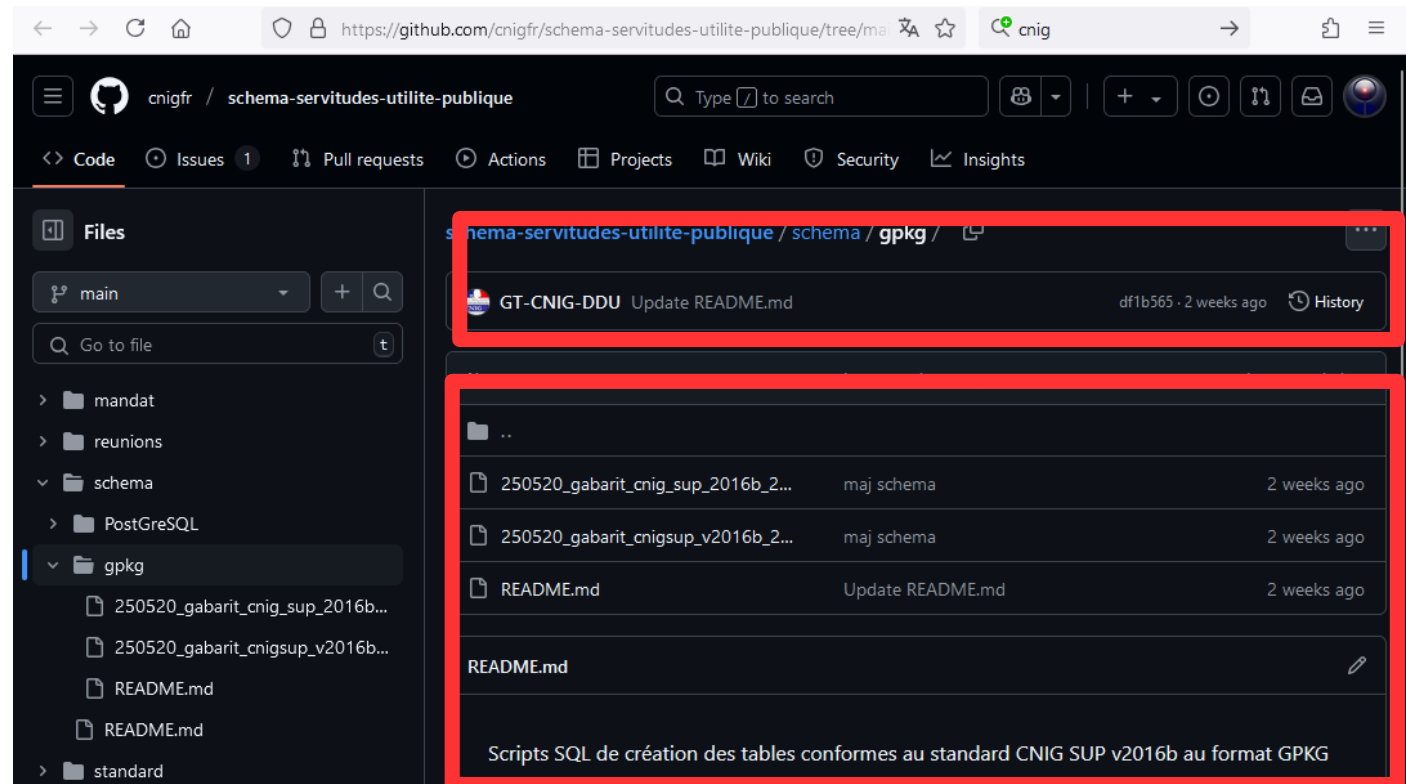 https://github.com/cnigfr/schema-servitudes-utilite-publique/tree/ma
cnig
cnigfr / schema-servitudes-utilite-publique
Type / to search
Code
Issues 1
Pull requests
Actions
Projects
Wiki
Security
Insights
Files
main
Go to file
t
mandat
reunions
schema
PostGreSQL
gpkg
250520_gabarit_cnig_sup_2016b...
250520_gabarit_cnigsup_v2016b...
README.md
README.md
standard
schema-servitudes-utilite-publique / schema / gpkg /
GT-CNIG-DDU Update README.md df1b565 · 2 weeks ago History
..
250520_gabarit_cnig_sup_2016b_2... maj schema 2 weeks ago
250520_gabarit_cnigsup_v2016b_2... maj schema 2 weeks ago
README.md Update README.md 2 weeks ago
README.md
Scripts SQL de création des tables conformes au standard CNIG SUP v2016b au format GPKG